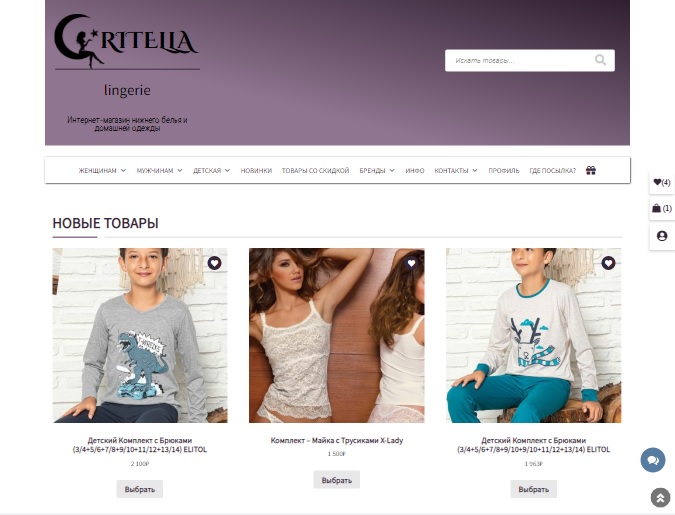 GRITELLA
lingerie
Интернет-магазин нижнего белья и
домашней одежды
Искать товары…
ЖЕНЩИНАМ МУЖЧИНАМ ДЕТСКАЯ НОВИНКИ ТОВАРЫ СО СКИДКОЙ БРЕНДЫ ИНФО КОНТАКТЫ ПРОФИЛЬ ГДЕ ПОСЫЛКА?
(4)
(1)
НОВЫЕ ТОВАРЫ
Детский Комплект с Брюками
(3/4+5/6+7/8+9/10+11/12+13/14) ELITOL
2 100₽
Выбрать
Комплект – Майка с Трусиками X-Lady
1 500₽
Выбрать
Детский Комплект с Брюками
(3/4+5/6+7/8+9/10+9/10+11/12+13/14) ELITOL
1 963₽
Выбрать